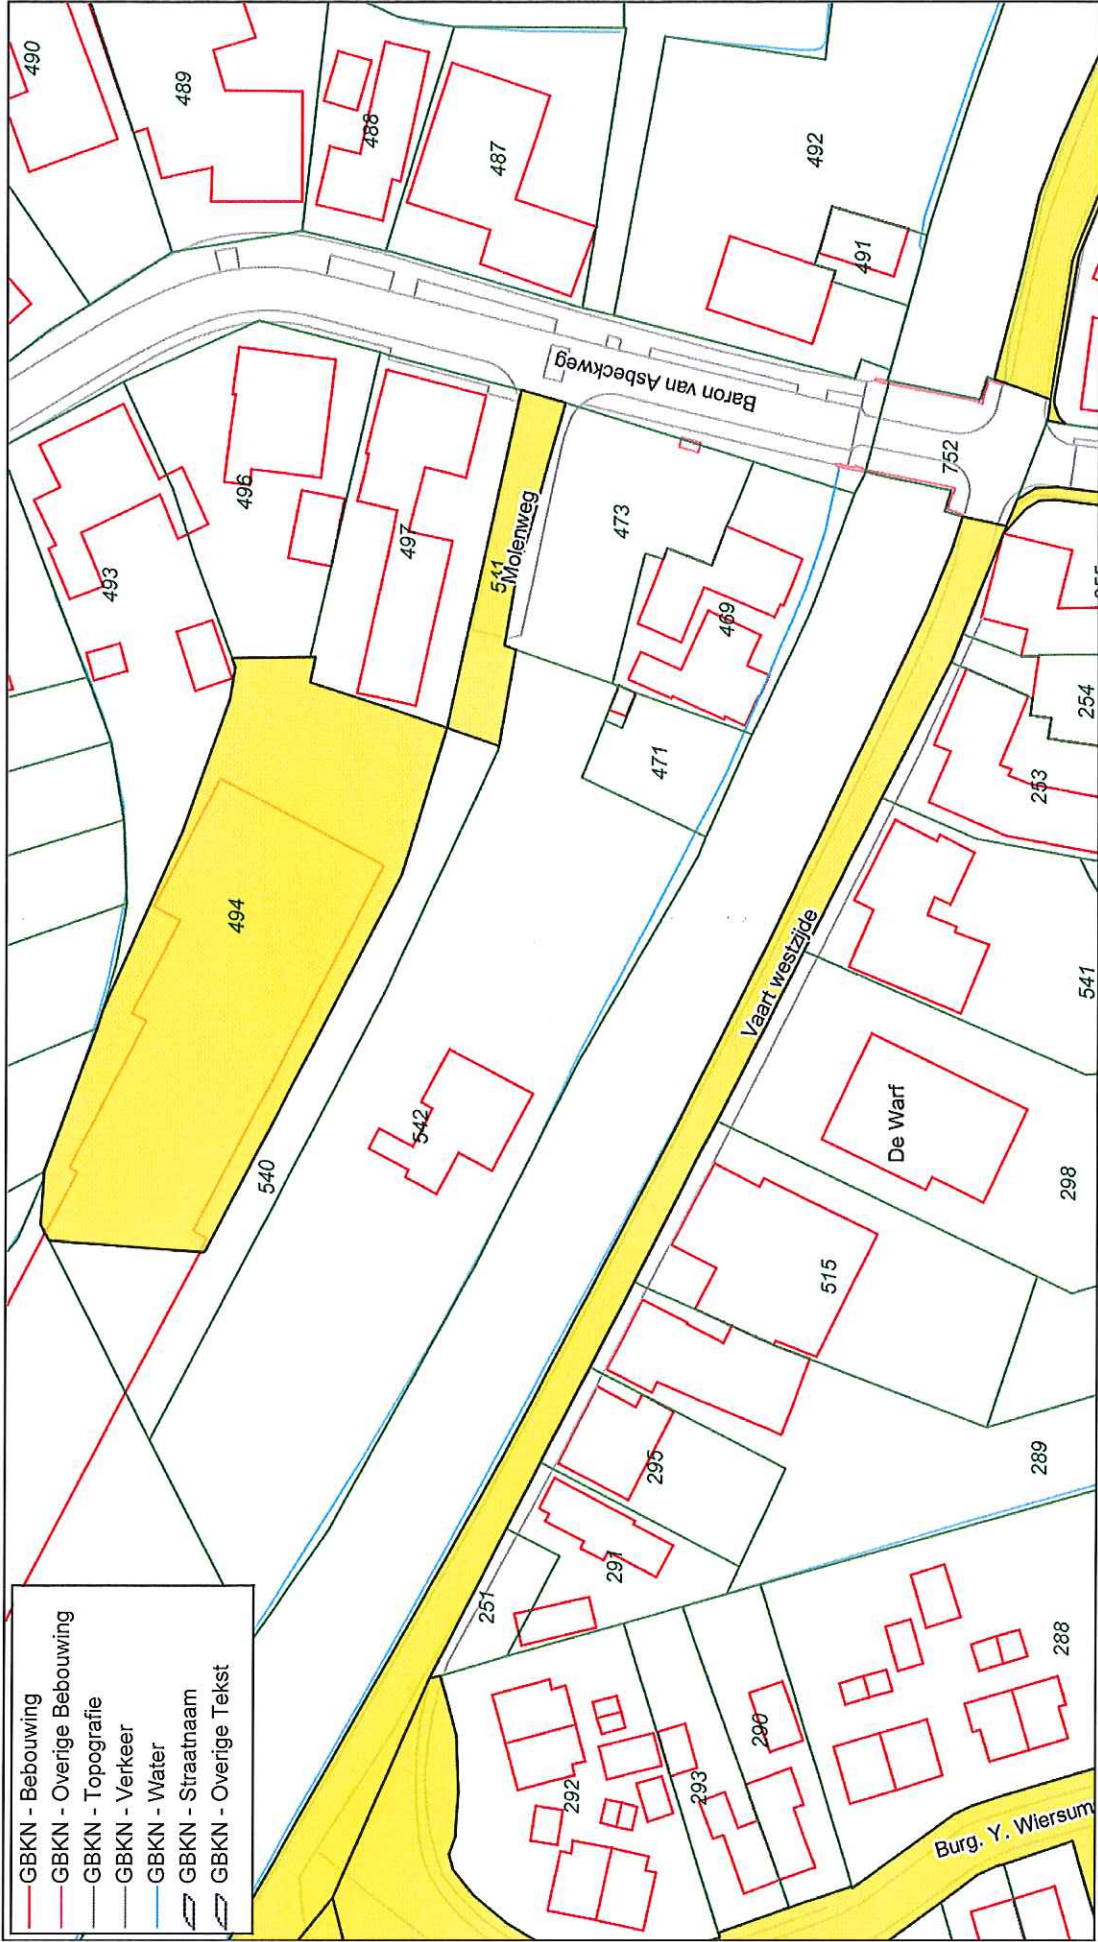 GBKN - Bebouwing
GBKN - Overige Bebouwing
GBKN - Topografie
GBKN - Verkeer
GBKN - Water
GBKN - Straatnaam
GBKN - Overige Tekst
490
489
488
487
492
491
Baron van Asbeckweg
752
493
496
497
511
Molenweg
473
469
471
494
540
542
Vaart westzijde
254
253
541
De Warf
298
515
295
289
291
251
292
293
290
288
Burg. Y. Wiersum